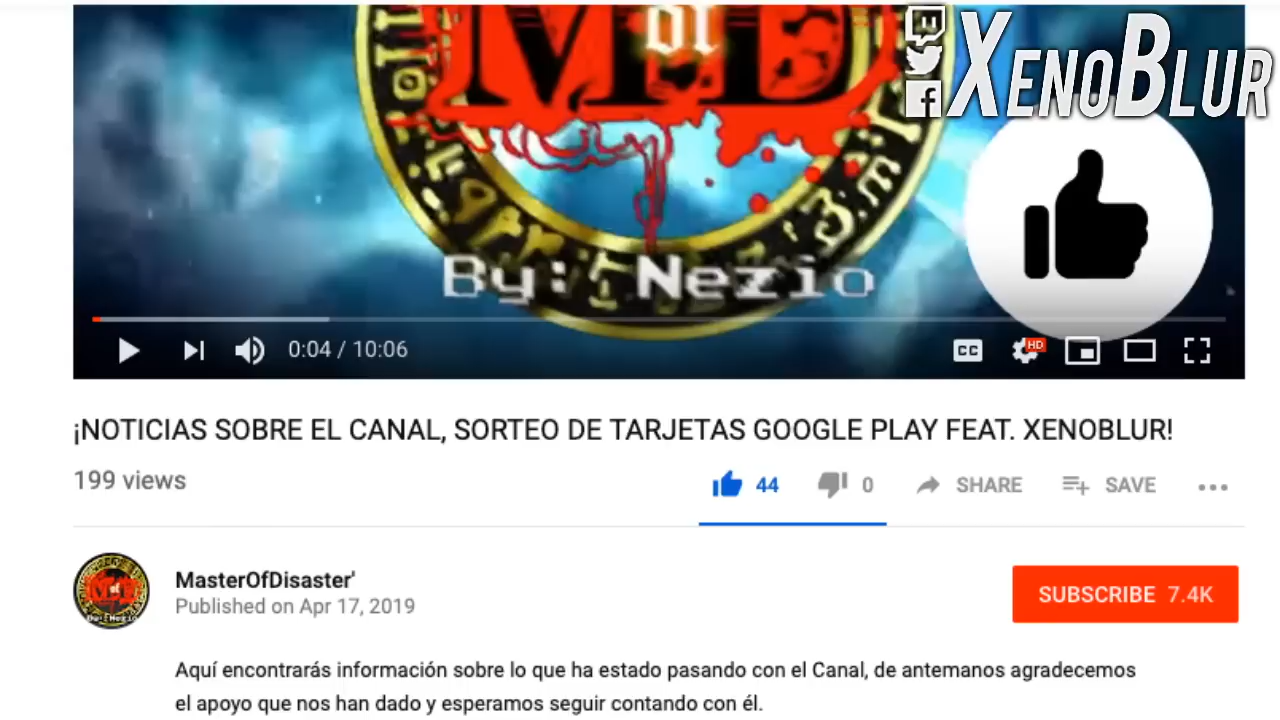 M of D
XENOBLUR
By: Nezio
0:04 / 10:06
CC
HD
¡NOTICIAS SOBRE EL CANAL, SORTEO DE TARJETAS GOOGLE PLAY FEAT. XENOBLUR!
199 views
44
0
SHARE
SAVE
MasterOfDisaster'
Published on Apr 17, 2019
SUBSCRIBE 7.4K
Aquí encontrarás información sobre lo que ha estado pasando con el Canal, de antemanos agradecemos
el apoyo que nos han dado y esperamos seguir contando con él.